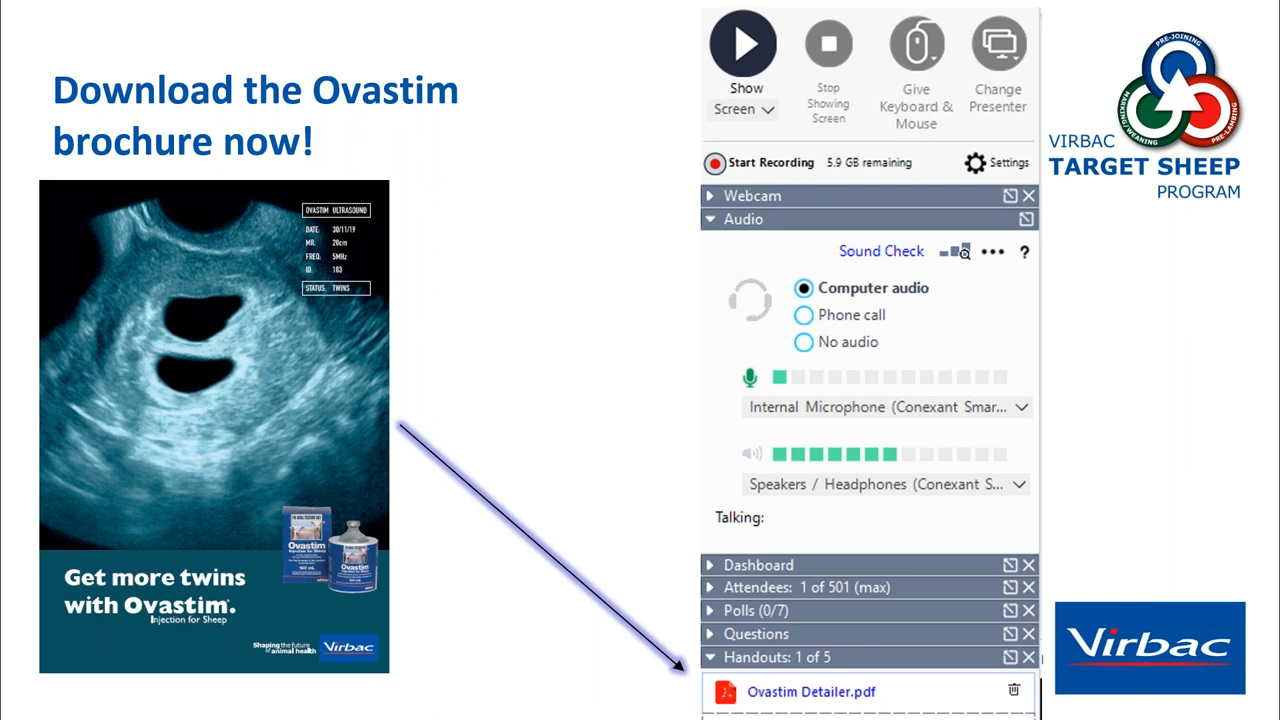 Download the Ovastim
brochure now!
OVASTIM ULTRASOUND
DATE: 30/11/19
MR. 20cm
FREQ. 5MHz
ID. 103
STATUS: TWINS
Ovastim
Injection for Sheep
Ovastim
Get more twins
with Ovastim®.
Injection for Sheep
Shaping the future
of animal health
Virbac
Show
Screen
Stop
Showing
Screen
Give
Keyboard &
Mouse
Change
Presenter
Start Recording 5.9 GB remaining Settings
Webcam
Audio
Sound Check ?
Computer audio
Phone call
No audio
Internal Microphone (Conexant Smar...
Speakers / Headphones (Conexant S...
Talking:
Dashboard
Attendees: 1 of 501 (max)
Polls (0/7)
Questions
Handouts: 1 of 5
Ovastim Detailer.pdf
PRE-JOINING
MARKING/WEANING
PRE-LAMBING
VIRBAC
TARGET SHEEP
PROGRAM
Virbac